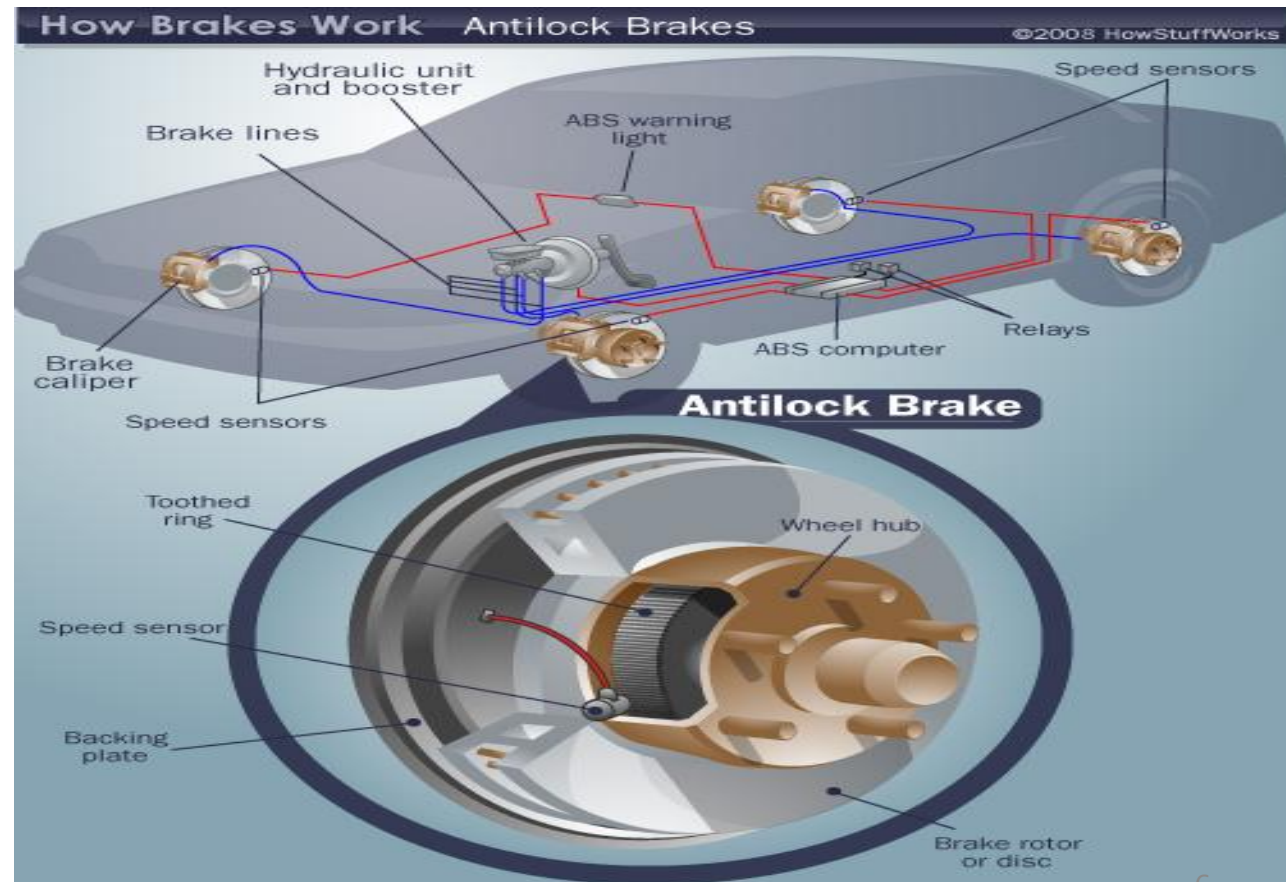 How Brakes Work Antilock Brakes
©2008 HowStuffWorks
Hydraulic unit
and booster
Speed sensors
Brake lines
ABS warning
light
Relays
ABS computer
Brake
caliper
Speed sensors
Antilock Brake
Toothed
ring
Wheel hub
Speed sensor
Backing
plate
Brake rotor
or disc